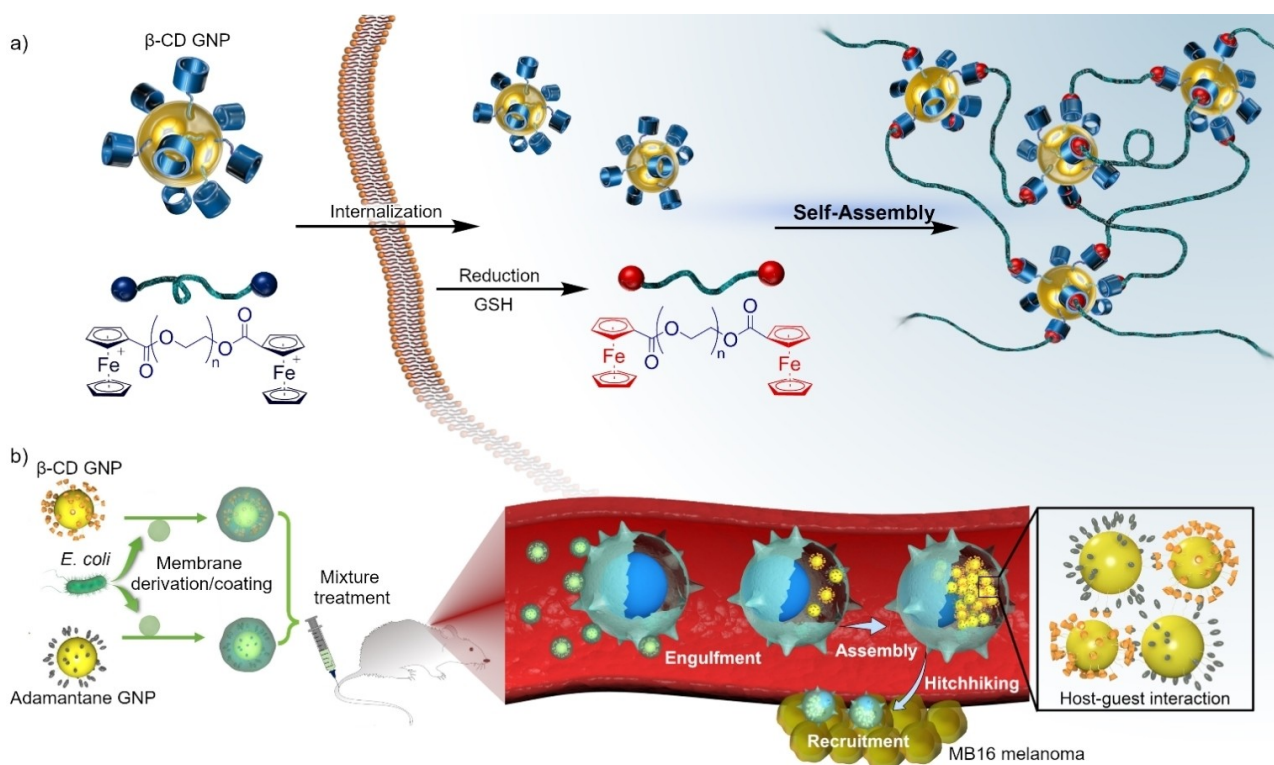 a)
β-CD GNP
Internalization
Reduction
GSH
Self-Assembly
Fe
+
O
O
n
O
O
Fe
+
Fe
O
O
n
O
O
Fe
b)
β-CD GNP
E. coli
Membrane
derivation/coating
Adamantane GNP
Mixture
treatment
Engulfment
Assembly
Hitchhiking
Recruitment
MB16 melanoma
Host-guest interaction